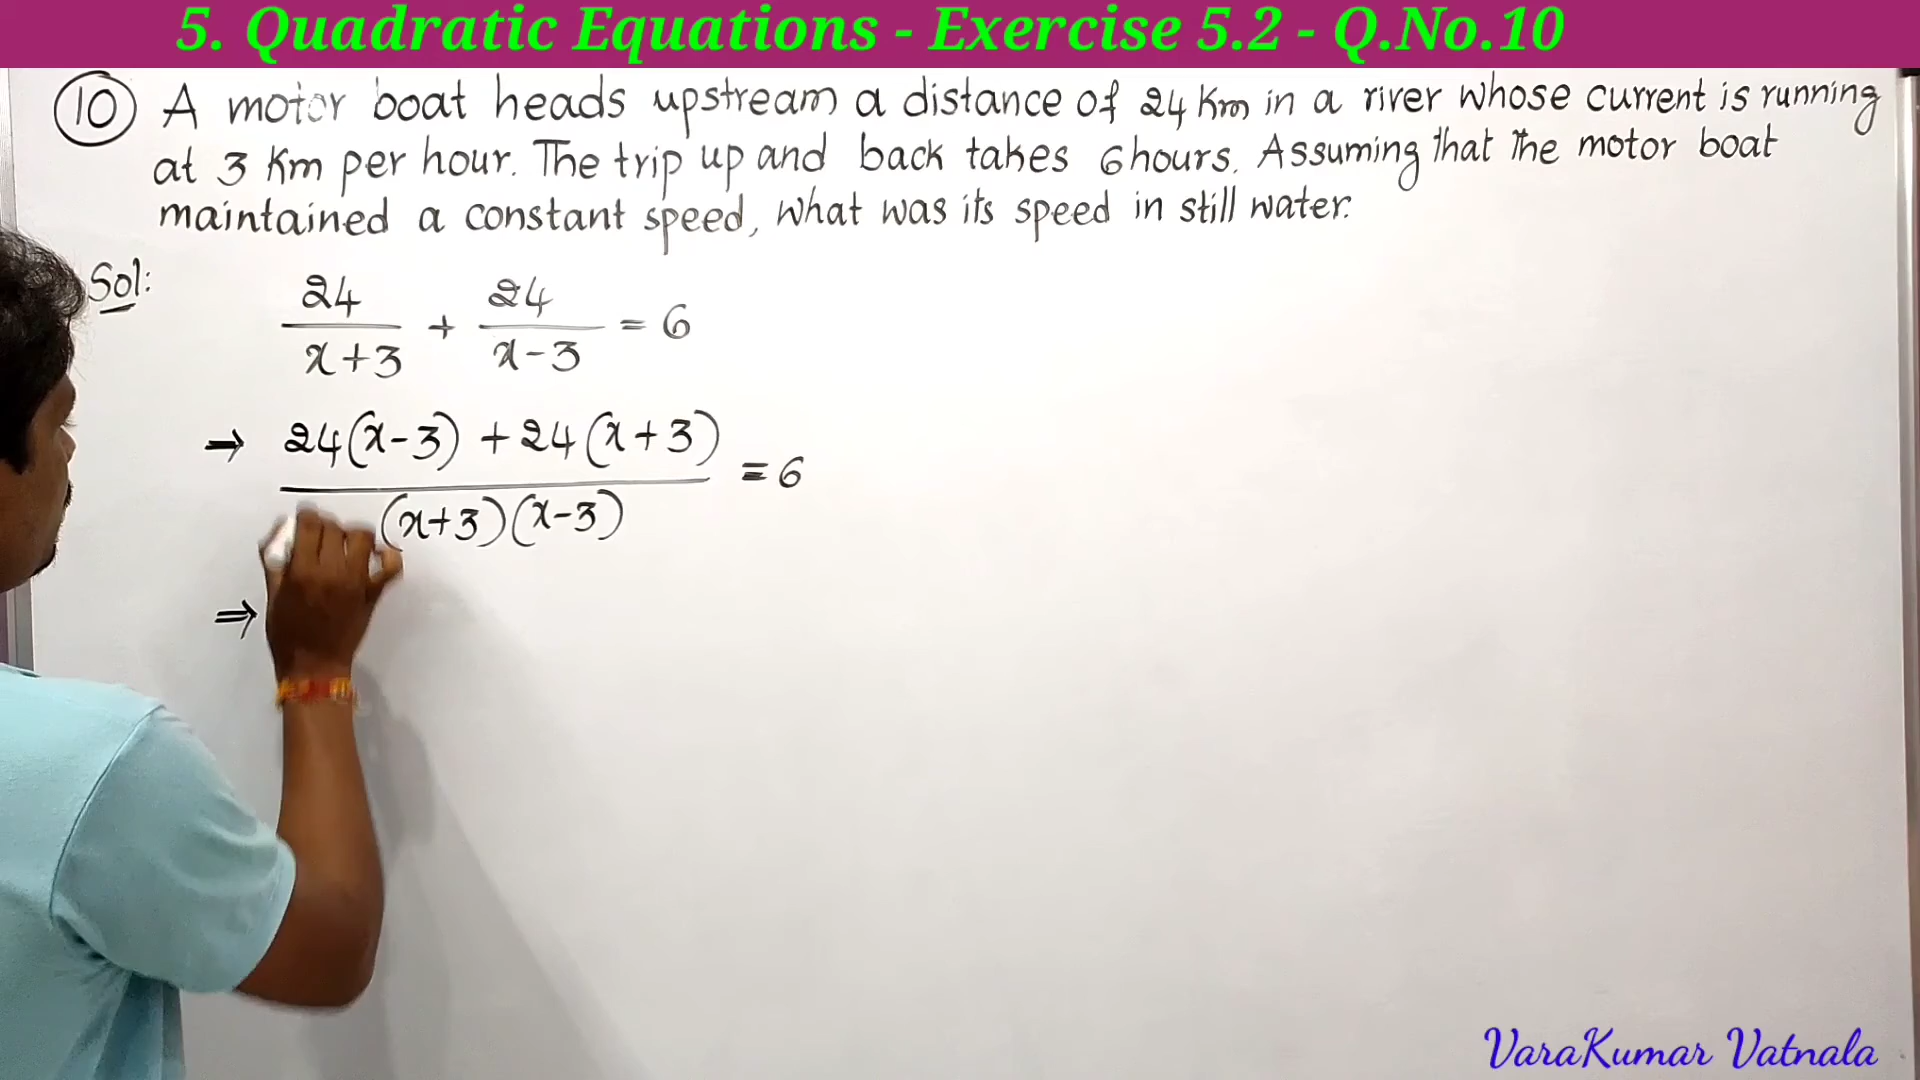 5. Quadratic Equations - Exercise 5.2 - Q.No.10
10 A motor boat heads upstream a distance of 24 Km in a river whose current is running
at 3 Km per hour. The trip up and back takes 6 hours. Assuming that the motor boat
maintained a constant speed, what was its speed in still water.
Sol:
24/(x+3) + 24/(x-3) = 6
⇒ (24(x-3) + 24(x+3))/((x+3)(x-3)) = 6
⇒
VaraKumar Vatnala